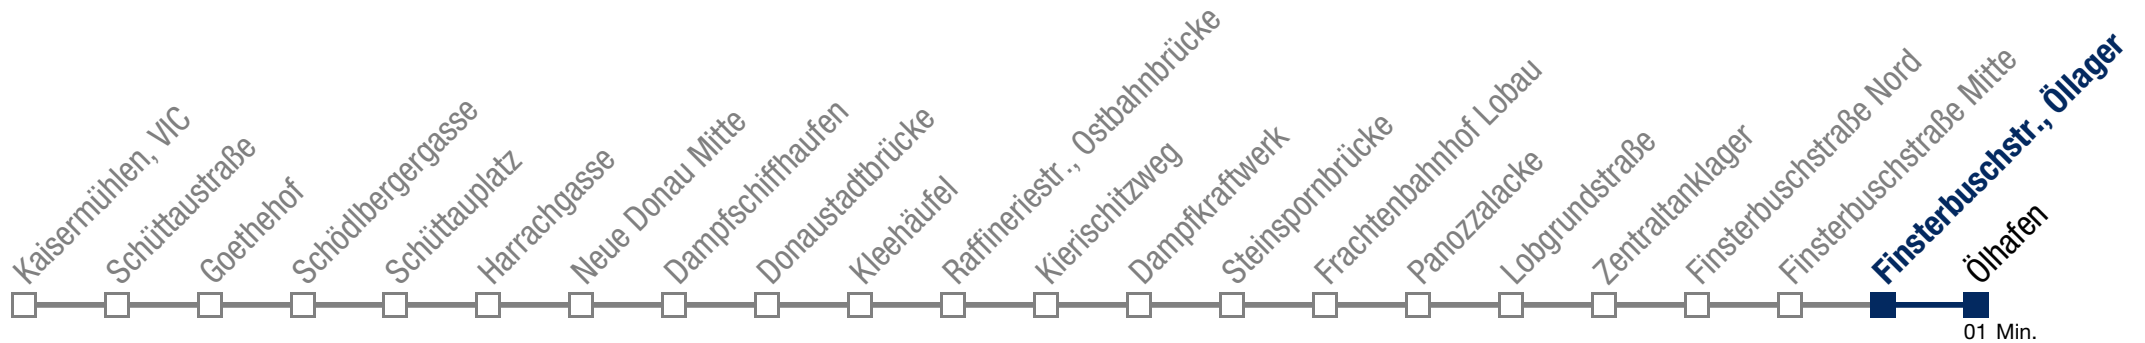 Kaisermühlen, VIC
Schüttaustraße
Goethehof
Schödlbergergasse
Schüttauplatz
Harrachgasse
Neue Donau Mitte
Dampfschiffhaufen
Donaustadtbrücke
Kleehäufel
Raffineriestr., Ostbahnbrücke
Kierischitzweg
Dampfkraftwerk
Steinspornbrücke
Frachtenbahnhof Lobau
Panozzalacke
Lobgrundstraße
Zentraltanklager
Finsterbuschstraße Nord
Finsterbuschstraße Mitte
Finsterbuschstr., Öllager
Ölhafen
01 Min.